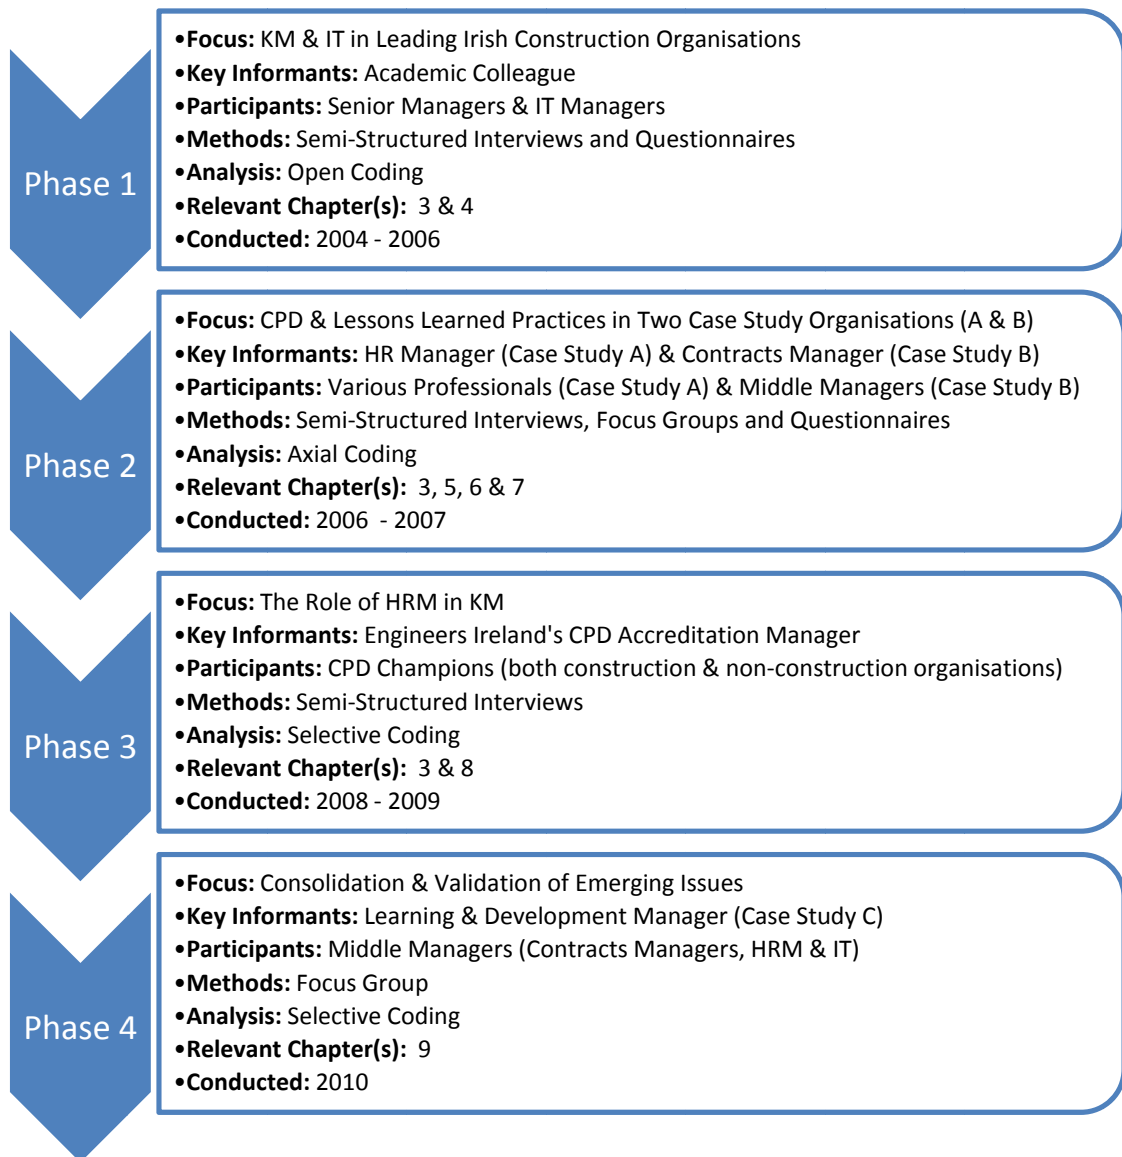 Phase 1
•Focus: KM & IT in Leading Irish Construction Organisations
•Key Informants: Academic Colleague
•Participants: Senior Managers & IT Managers
•Methods: Semi-Structured Interviews and Questionnaires
•Analysis: Open Coding
•Relevant Chapter(s): 3 & 4
•Conducted: 2004 - 2006
Phase 2
•Focus: CPD & Lessons Learned Practices in Two Case Study Organisations (A & B)
•Key Informants: HR Manager (Case Study A) & Contracts Manager (Case Study B)
•Participants: Various Professionals (Case Study A) & Middle Managers (Case Study B)
•Methods: Semi-Structured Interviews, Focus Groups and Questionnaires
•Analysis: Axial Coding
•Relevant Chapter(s): 3, 5, 6 & 7
•Conducted: 2006 - 2007
Phase 3
•Focus: The Role of HRM in KM
•Key Informants: Engineers Ireland's CPD Accreditation Manager
•Participants: CPD Champions (both construction & non-construction organisations)
•Methods: Semi-Structured Interviews
•Analysis: Selective Coding
•Relevant Chapter(s): 3 & 8
•Conducted: 2008 - 2009
Phase 4
•Focus: Consolidation & Validation of Emerging Issues
•Key Informants: Learning & Development Manager (Case Study C)
•Participants: Middle Managers (Contracts Managers, HRM & IT)
•Methods: Focus Group
•Analysis: Selective Coding
•Relevant Chapter(s): 9
•Conducted: 2010